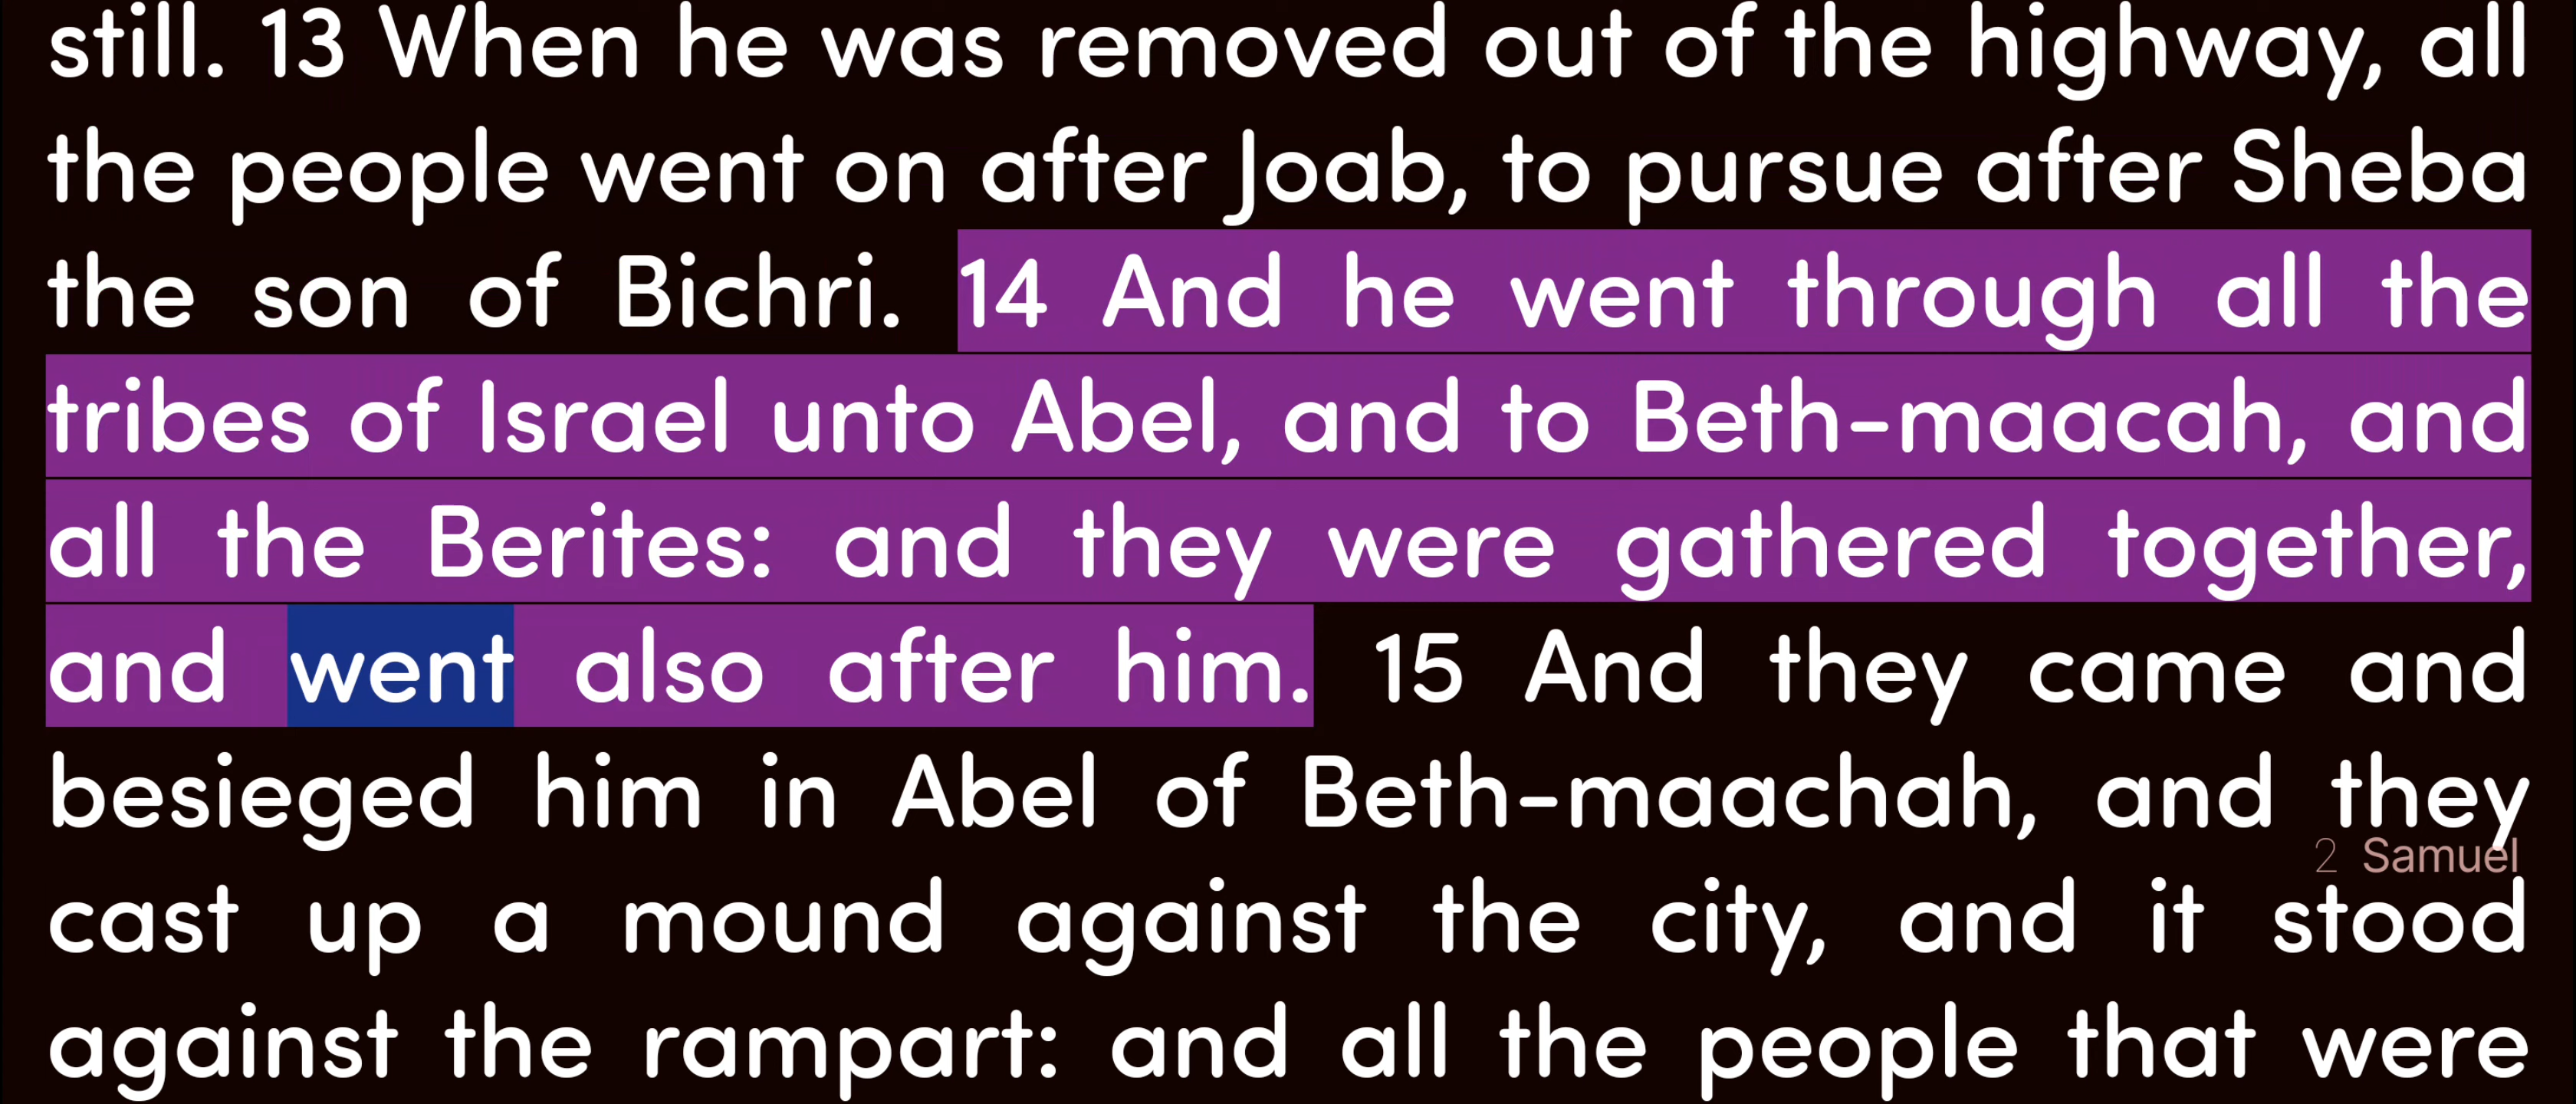 still. 13 When he was removed out of the highway, all
the people went on after Joab, to pursue after Sheba
the son of Bichri. 14 And he went through all the
tribes of Israel unto Abel, and to Beth-maacah, and
all the Berites: and they were gathered together,
and went also after him. 15 And they came and
besieged him in Abel of Beth-maachah, and they
2 Samuel
cast up a mound against the city, and it stood
against the rampart: and all the people that were